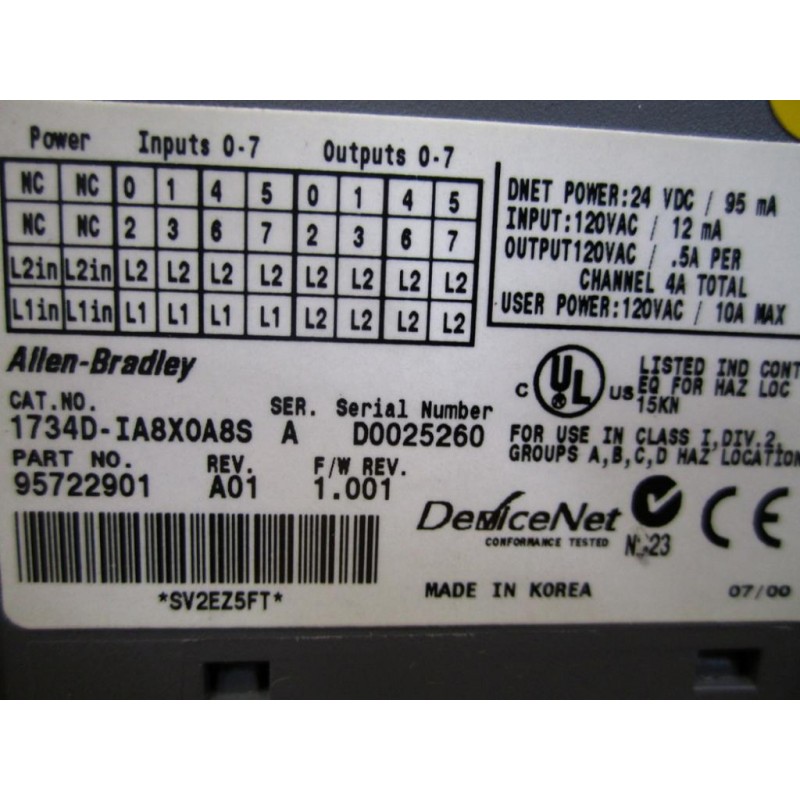 Power Inputs 0-7 Outputs 0-7
NC NC 0 1 4 5 0 1 4 5
NC NC 2 3 6 7 2 3 6 7
L2in L2in L2 L2 L2 L2 L2 L2 L2 L2
L1in L1in L1 L1 L1 L1 L2 L2 L2 L2
DNET POWER:24 VDC / 95 mA
INPUT:120VAC / 12 mA
OUTPUT120VAC / .5A PER
CHANNEL 4A TOTAL
USER POWER:120VAC / 10A MAX
Allen-Bradley
CAT.NO. SER. Serial Number
1734D-IA8XOA8S A D0025260
PART NO. REV. F/W REV.
95722901 A01 1.001
*SV2EZ5FT*
C UL US LISTED IND CONT
EQ FOR HAZ LOC
15KN
FOR USE IN CLASS I,DIV.2,
GROUPS A,B,C,D HAZ LOCATION
DeviceNet
CONFORMANCE TESTED
CE
MADE IN KOREA 07/00